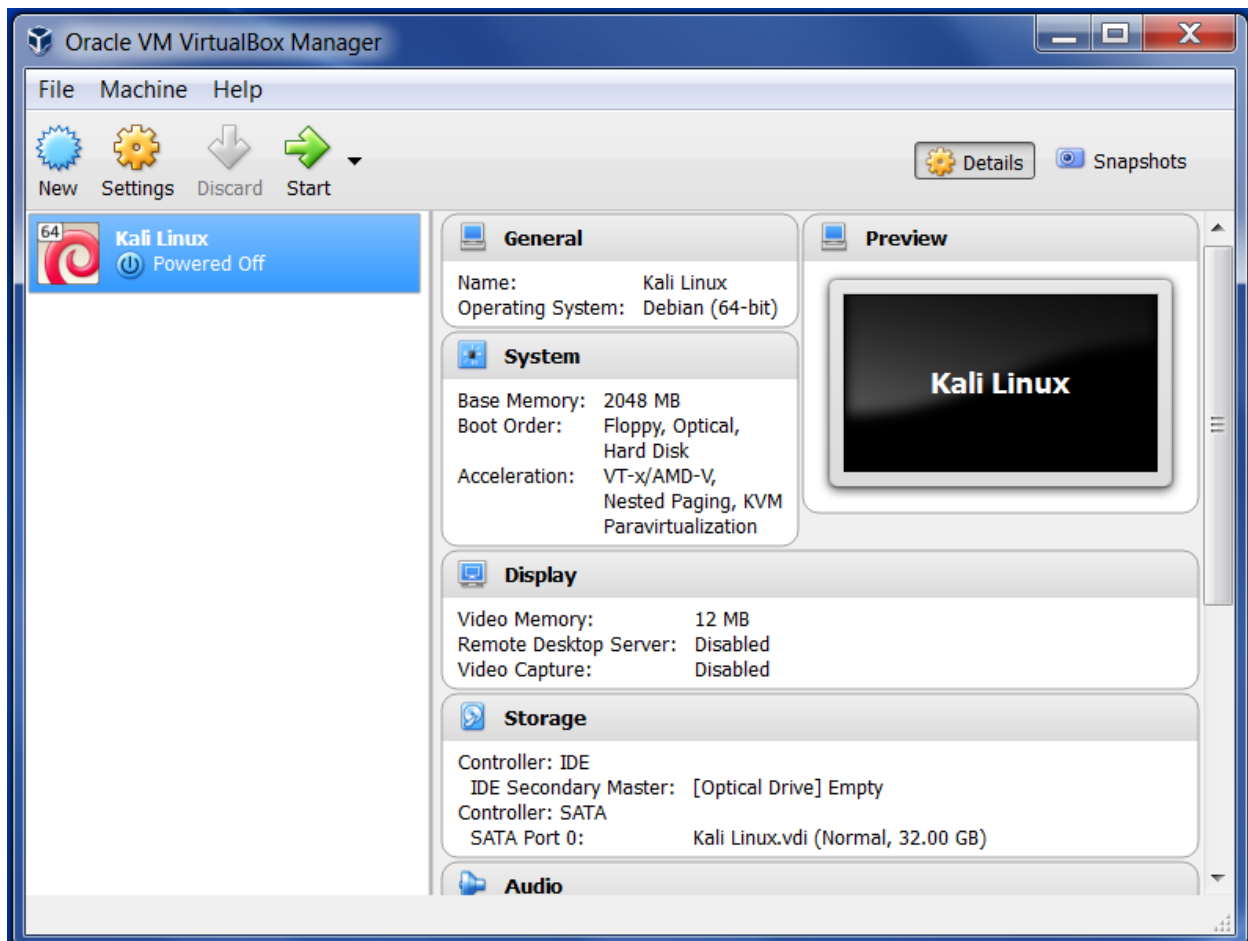 Oracle VM VirtualBox Manager
File Machine Help
New Settings Discard Start
Details Snapshots
64
Kali Linux
Powered Off
General
Name: Kali Linux
Operating System: Debian (64-bit)
System
Base Memory: 2048 MB
Boot Order: Floppy, Optical,
Hard Disk
Acceleration: VT-x/AMD-V,
Nested Paging, KVM
Paravirtualization
Preview
Kali Linux
Display
Video Memory: 12 MB
Remote Desktop Server: Disabled
Video Capture: Disabled
Storage
Controller: IDE
IDE Secondary Master: [Optical Drive] Empty
Controller: SATA
SATA Port 0: Kali Linux.vdi (Normal, 32.00 GB)
Audio